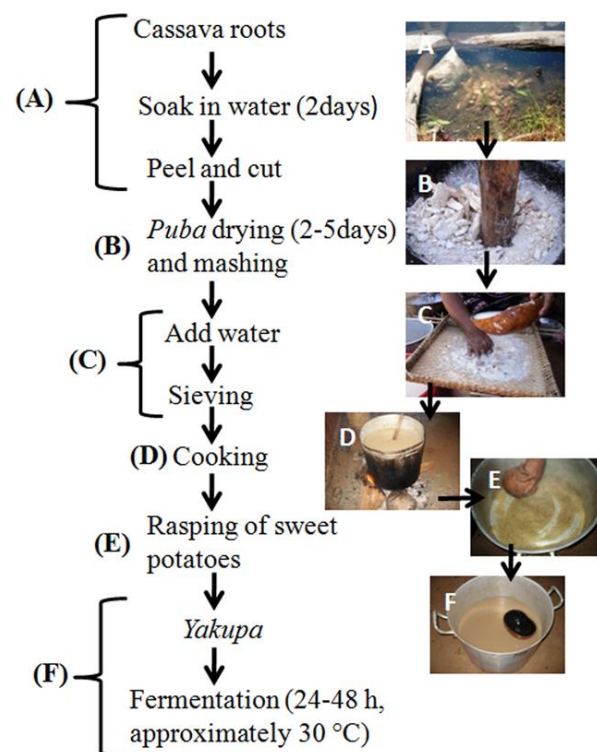 Cassava roots
(A)
Soak in water (2days)
Peel and cut
(B)
Puba drying (2-5days)
and mashing
Add water
(C)
Sieving
(D) Cooking
(E)
Rasping of sweet
potatoes
Yakupa
(F)
Fermentation (24-48 h,
approximately 30 °C)
A
B
C
D
E
F